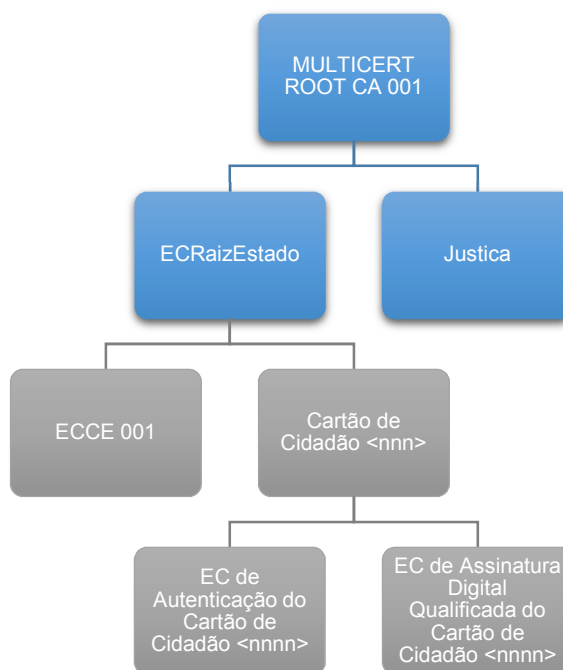 MULTICERT
ROOT CA 001
ECRaizEstado
Justica
ECCE 001
Cartão de
Cidadão <nnn>
EC de
Autenticação do
Cartão de
Cidadão <nnnn>
EC de Assinatura
Digital
Qualificada do
Cartão de
Cidadão <nnnn>